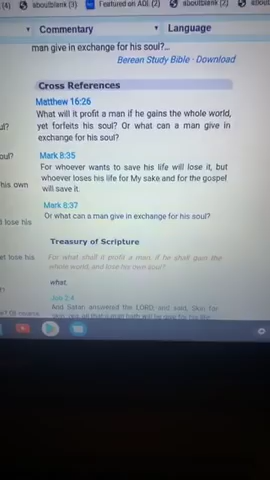 (4) aboutblank (3) Featured on AOL (2) aboutblank (2)
Commentary Language
man give in exchange for his soul?...
Berean Study Bible · Download
Cross References
Matthew 16:26
What will it profit a man if he gains the whole world,
yet forfeits his soul? Or what can a man give in
exchange for his soul?
Mark 8:35
For whoever wants to save his life will lose it, but
his own
whoever loses his life for My sake and for the gospel
will save it.
Mark 8:37
Or what can a man give in exchange for his soul?
lose his
Treasury of Scripture
lose his
For what shall it profit a man, if he shall gain the
whole world, and lose his own soul?
what.
Job 2:4
And Satan answered the LORD, and said, Skin for